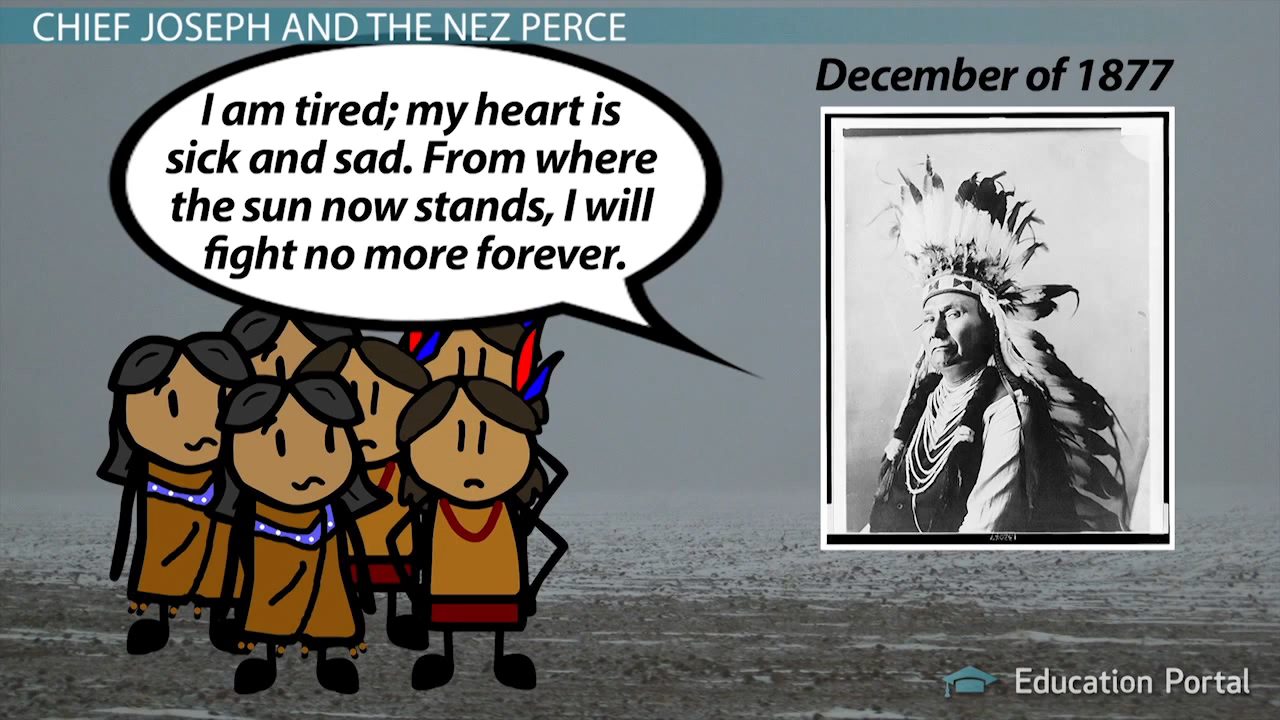 CHIEF JOSEPH AND THE NEZ PERCE
I am tired; my heart is
sick and sad. From where
the sun now stands, I will
fight no more forever.
December of 1877
Education Portal